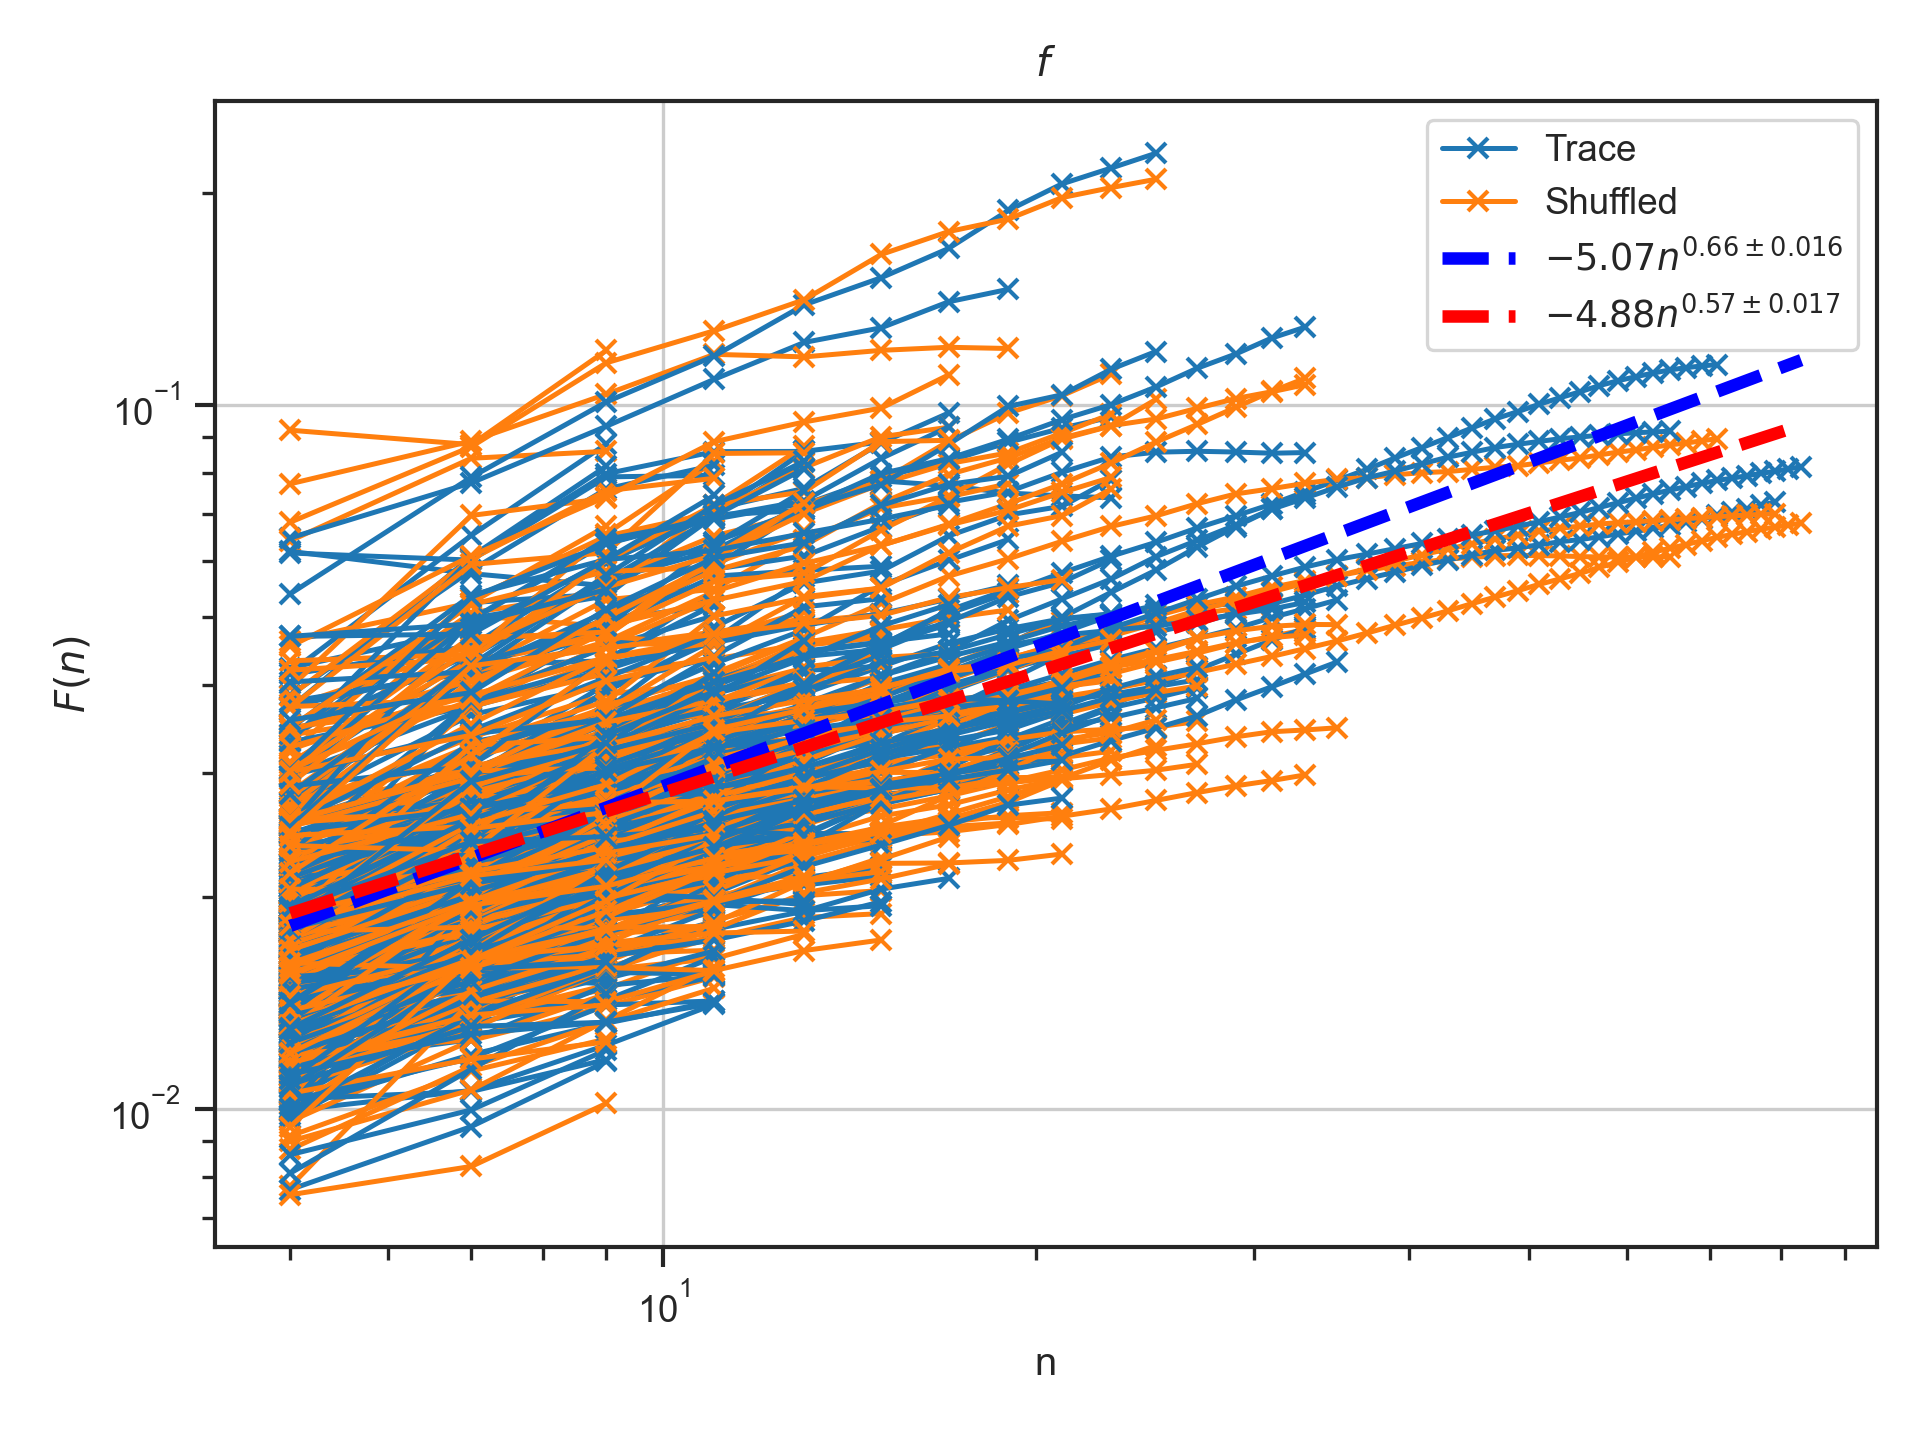 f
Trace
Shuffled
−5.07n^{0.66±0.016}
−4.88n^{0.57±0.017}
F(n)
10^{−1}
10^{−2}
10^{1}
n